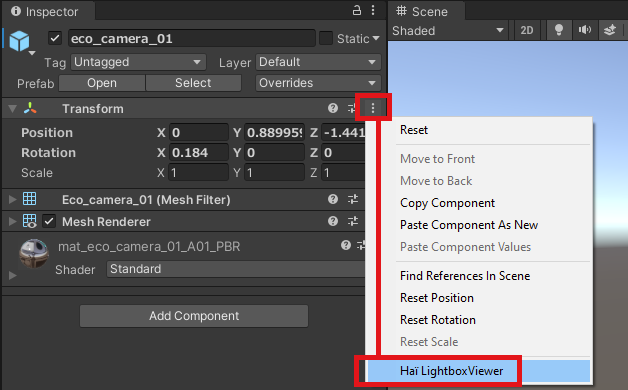 Inspector
Scene
eco_camera_01
Static
Shaded
2D
Tag Untagged Layer Default
Prefab Open Select Overrides
Transform
Position X 0 Y 0.889959 Z -1.441
Rotation X 0.184 Y 0 Z 0
Scale X 1 Y 1 Z 1
Eco_camera_01 (Mesh Filter)
Mesh Renderer
mat_eco_camera_01_A01_PBR
Shader Standard
Add Component
Reset
Move to Front
Move to Back
Copy Component
Paste Component As New
Paste Component Values
Find References In Scene
Reset Position
Reset Rotation
Reset Scale
Haï LightboxViewer